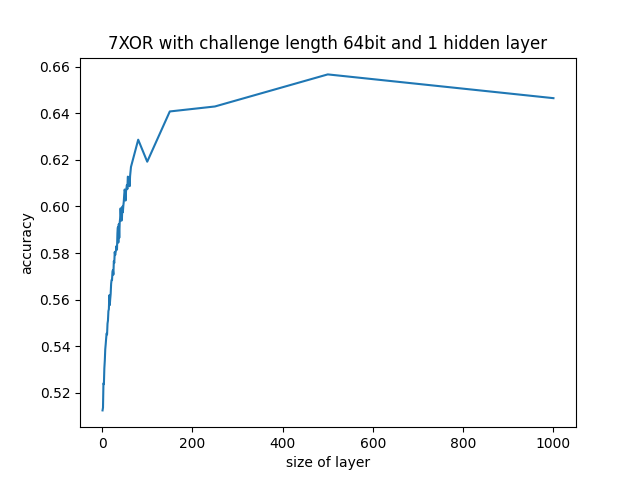 7XOR with challenge length 64bit and 1 hidden layer
0.66
0.64
0.62
0.60
0.58
0.56
0.54
0.52
accuracy
0 200 400 600 800 1000
size of layer